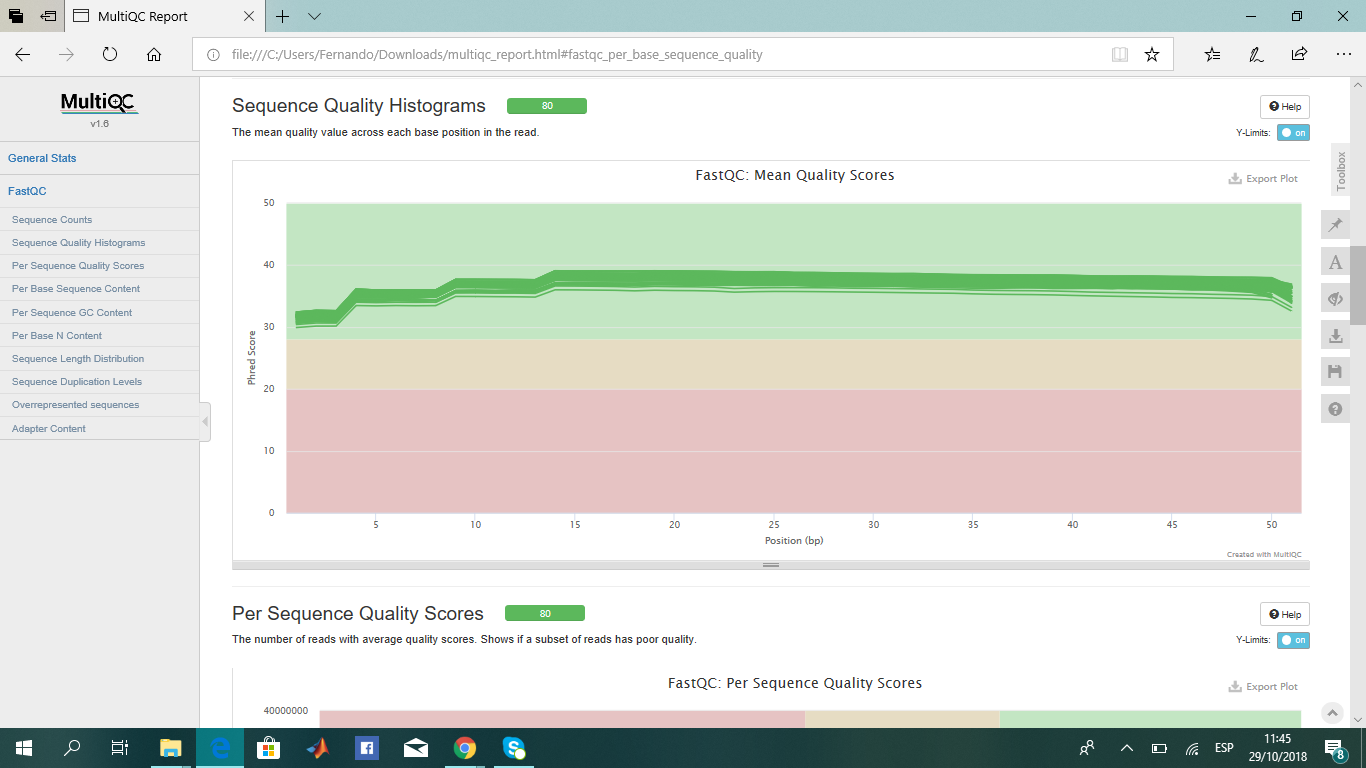 MultiQC Report
file:///C:/Users/Fernando/Downloads/multiqc_report.html#fastqc_per_base_sequence_quality
MultiQC
v1.6
General Stats
FastQC
Sequence Counts
Sequence Quality Histograms
Per Sequence Quality Scores
Per Base Sequence Content
Per Sequence GC Content
Per Base N Content
Sequence Length Distribution
Sequence Duplication Levels
Overrepresented sequences
Adapter Content
Sequence Quality Histograms 80
Help
The mean quality value across each base position in the read.
Y-Limits: on
FastQC: Mean Quality Scores
Export Plot
50
40
30
20
10
0
Phred Score
5 10 15 20 25 30 35 40 45 50
Position (bp)
Created with MultiQC
Per Sequence Quality Scores 80
Help
The number of reads with average quality scores. Shows if a subset of reads has poor quality.
Y-Limits: on
FastQC: Per Sequence Quality Scores
Export Plot
40000000
Toolbox
A
ESP
11:45
29/10/2018
8